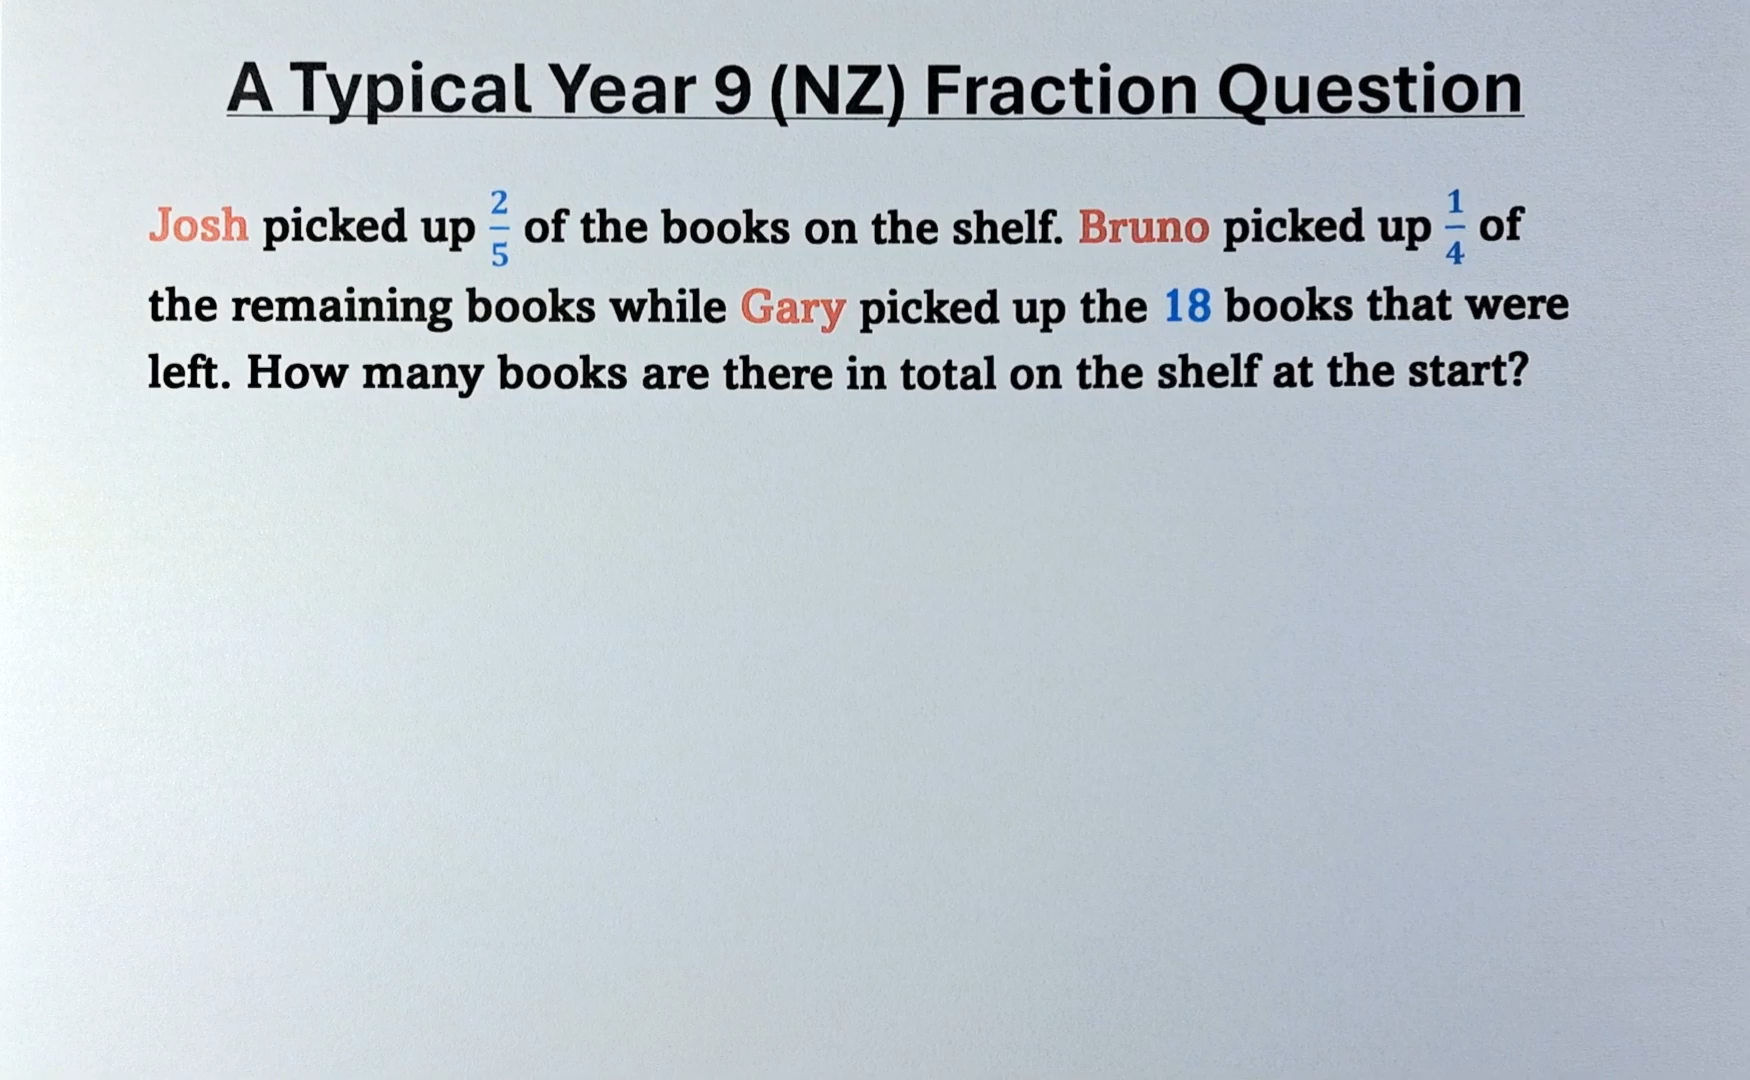 A Typical Year 9 (NZ) Fraction Question
Josh picked up 2/5 of the books on the shelf. Bruno picked up 1/4 of
the remaining books while Gary picked up the 18 books that were
left. How many books are there in total on the shelf at the start?